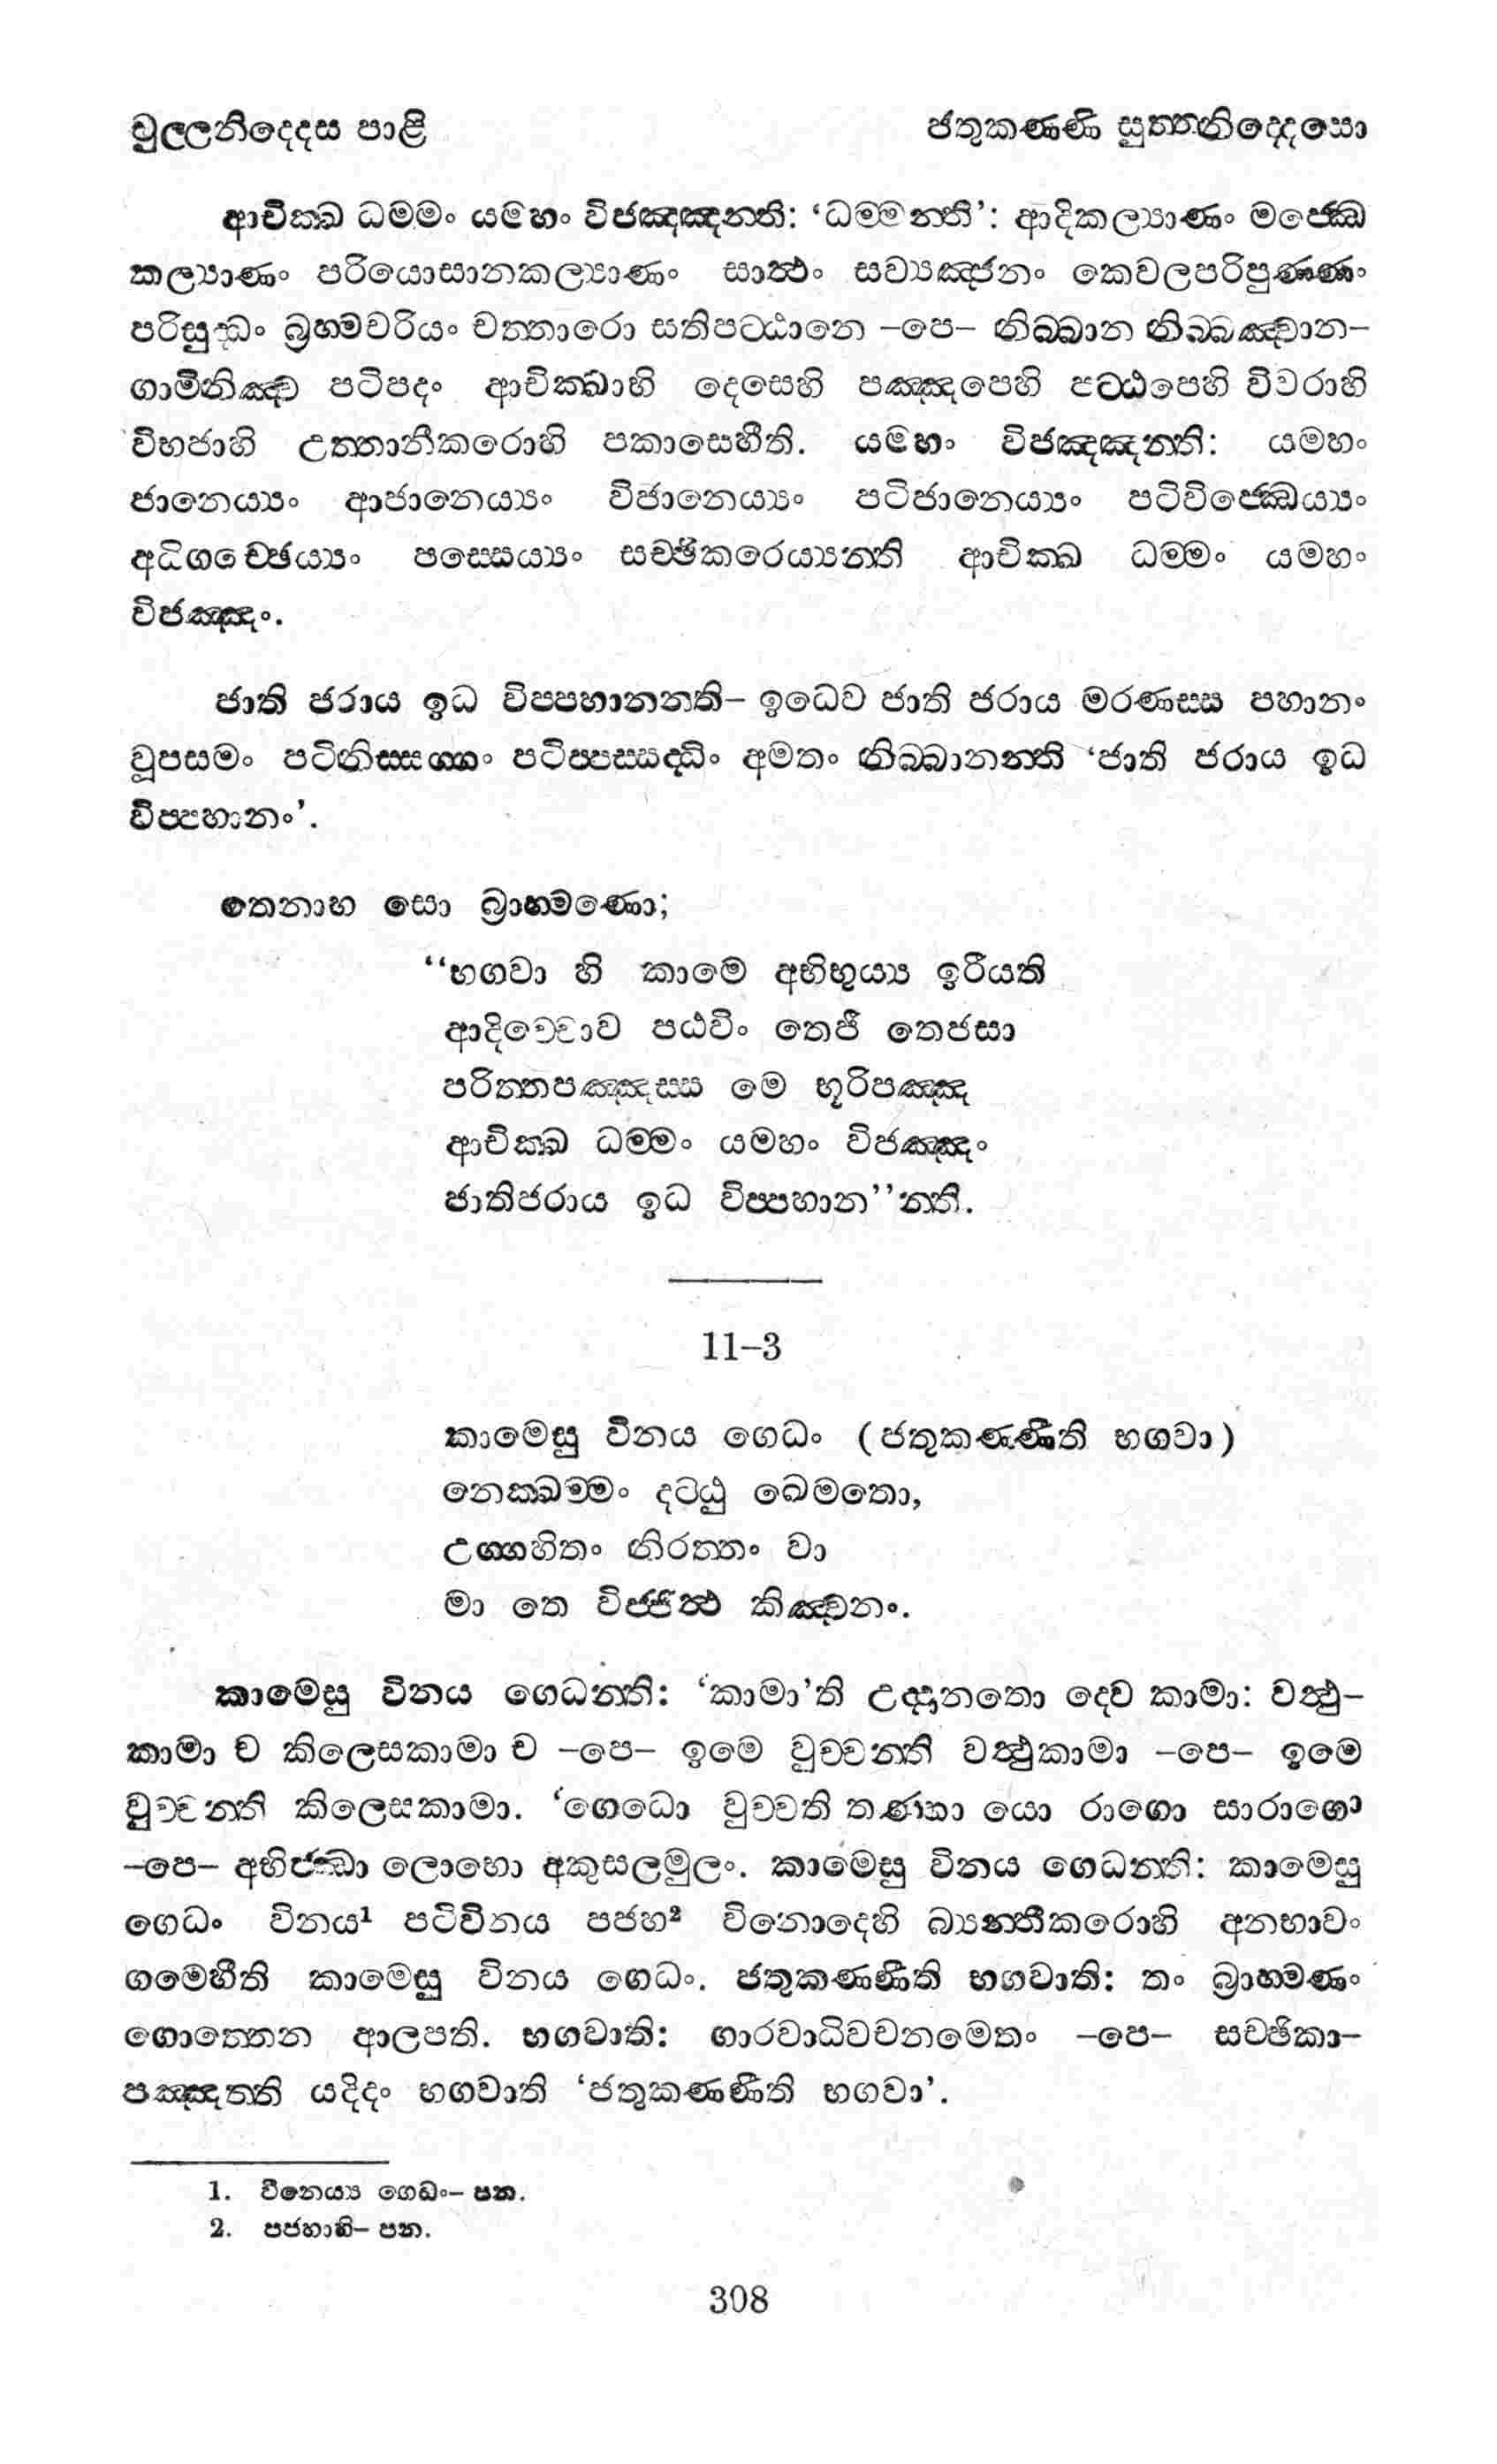 චුල්ලනිද්දෙස පාළි
ජතුකණ්ණි සුත්තනිද්දෙසො
ආචික්ඛ ධම්මං යමහං විජඤ්ඤන්ති: ‘ධම්මන්ති’: ආදිකල්‍යාණං මජ්ඣෙ
කල්‍යාණං පරියොසානකල්‍යාණං සාත්ථං සව්‍යඤ්ජනං කෙවලපරිපුණ්ණං
පරිසුද්ධං බ්‍රහ්මචරියං චත්තාරො සතිපට්ඨානෙ –පෙ– නිබ්බාන නිබ්බඤ්චාන–
ගාමිනිඤ්ච පටිපදං ආචික්ඛාහි දෙසෙහි පඤ්ඤපෙහි පට්ඨපෙහි විවරාහි
විභජාහි උත්තානීකරොහි පකාසෙහීති. යමහං විජඤ්ඤන්ති: යමහං
ජානෙය්‍යං ආජානෙය්‍යං විජානෙය්‍යං පටිජානෙය්‍යං පටිවිජ්ඣෙය්‍යං
අධිගච්ඡෙය්‍යං පස්සෙය්‍යං සච්ඡිකරෙය්‍යන්ති ආචික්ඛ ධම්මං යමහං
විජඤ්ඤං.
ජාති ජරාය ඉධ විප්පහානන්ති– ඉධෙව ජාති ජරාය මරණස්ස පහානං
වූපසමං පටිනිස්සග්ගං පටිප්පස්සද්ධිං අමතං නිබ්බානන්ති ‘ජාති ජරාය ඉධ
විප්පහානං’.
තෙනාහ සො බ්‍රාහ්මණො;
“භගවා හි කාමෙ අභිභුය්‍ය ඉරීයති
ආදිච්චොව පඨවිං තෙජී තෙජසා
පරිත්තපඤ්ඤස්ස මෙ භූරිපඤ්ඤ
ආචික්ඛ ධම්මං යමහං විජඤ්ඤං
ජාතිජරාය ඉධ විප්පහාන”න්ති.
11–3
කාමෙසු විනය ගෙධං (ජතුකණ්ණීති භගවා)
නෙක්ඛම්මං දට්ඨු ඛෙමතො,
උග්ගහිතං නිරත්තං වා
මා තෙ විජ්ජිත්ථ කිඤ්චනං.
කාමෙසු විනය ගෙධන්ති: ‘කාමා’ති උද්දානතො ද්වෙ කාමා: වත්ථු–
කාමා ච කිලෙසකාමා ච –පෙ– ඉමෙ වුච්චන්ති වත්ථුකාමා –පෙ– ඉමෙ
වුච්චන්ති කිලෙසකාමා. ‘ගෙධො වුච්චති තණ්හා යො රාගො සාරාගො
–පෙ– අභිජ්ඣා ලොභො අකුසලමුලං. කාමෙසු විනය ගෙධන්ති: කාමෙසු
ගෙධං විනය¹ පටිවිනය පජහ² විනොදෙහි බ්‍යන්තීකරොහි අනභාවං
ගමෙහීති කාමෙසු විනය ගෙධං. ජතුකණ්ණීති භගවාති: තං බ්‍රාහ්මණං
ගොත්තෙන ආලපති. භගවාති: ගාරවාධිවචනමෙතං –පෙ– සච්ඡිකා–
පඤ්ඤත්ති යදිදං භගවාති ‘ජතුකණ්ණීති භගවා’.
1. වීනෙය්‍ය ගෙධං– පන.
2. පජහාහි– පන.
308